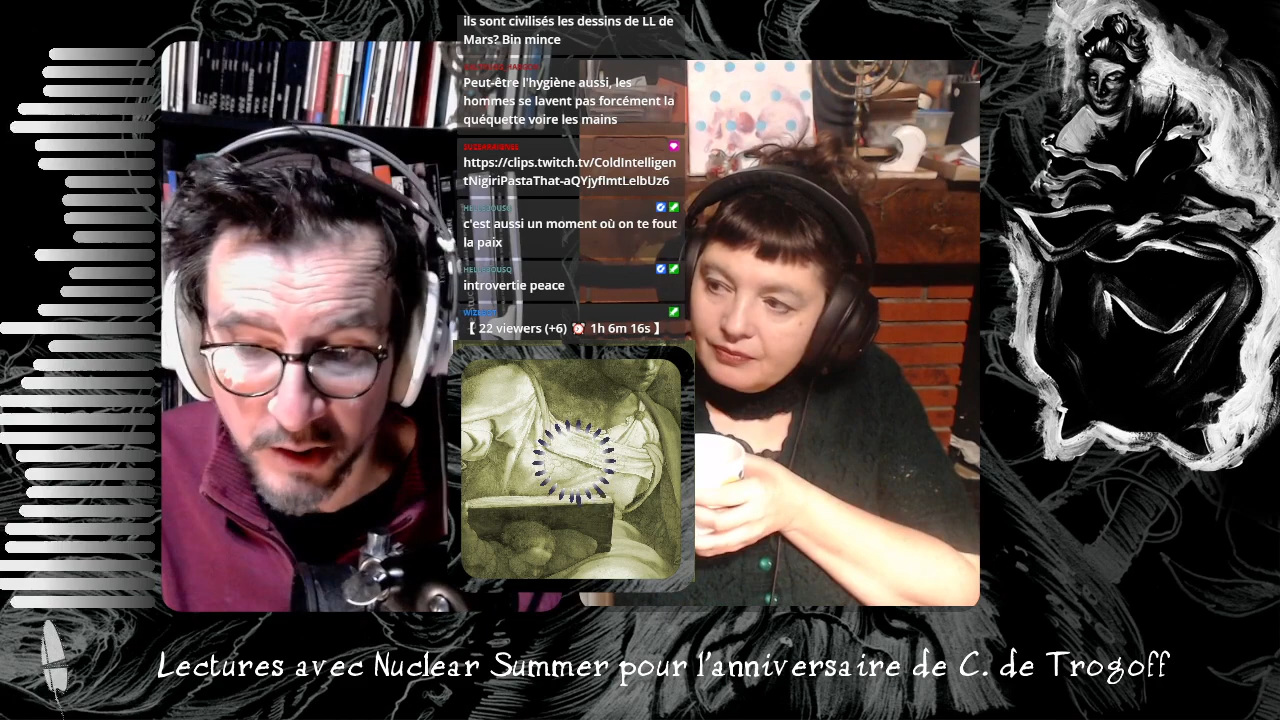 ils sont civilisés les dessins de LL de
Mars? Bin mince
Peut-être l'hygiène aussi, les
hommes se lavent pas forcément la
quéquette voire les mains
https://clips.twitch.tv/ColdIntelligen
tNigiriPastaThat-aQYjyflmtLelbUz6
c'est aussi un moment où on te fout
la paix
introvertie peace
【 22 viewers (+6) ⏰ 1h 6m 16s 】
Lectures avec Nuclear Summer pour l'anniversaire de C. de Trogoff